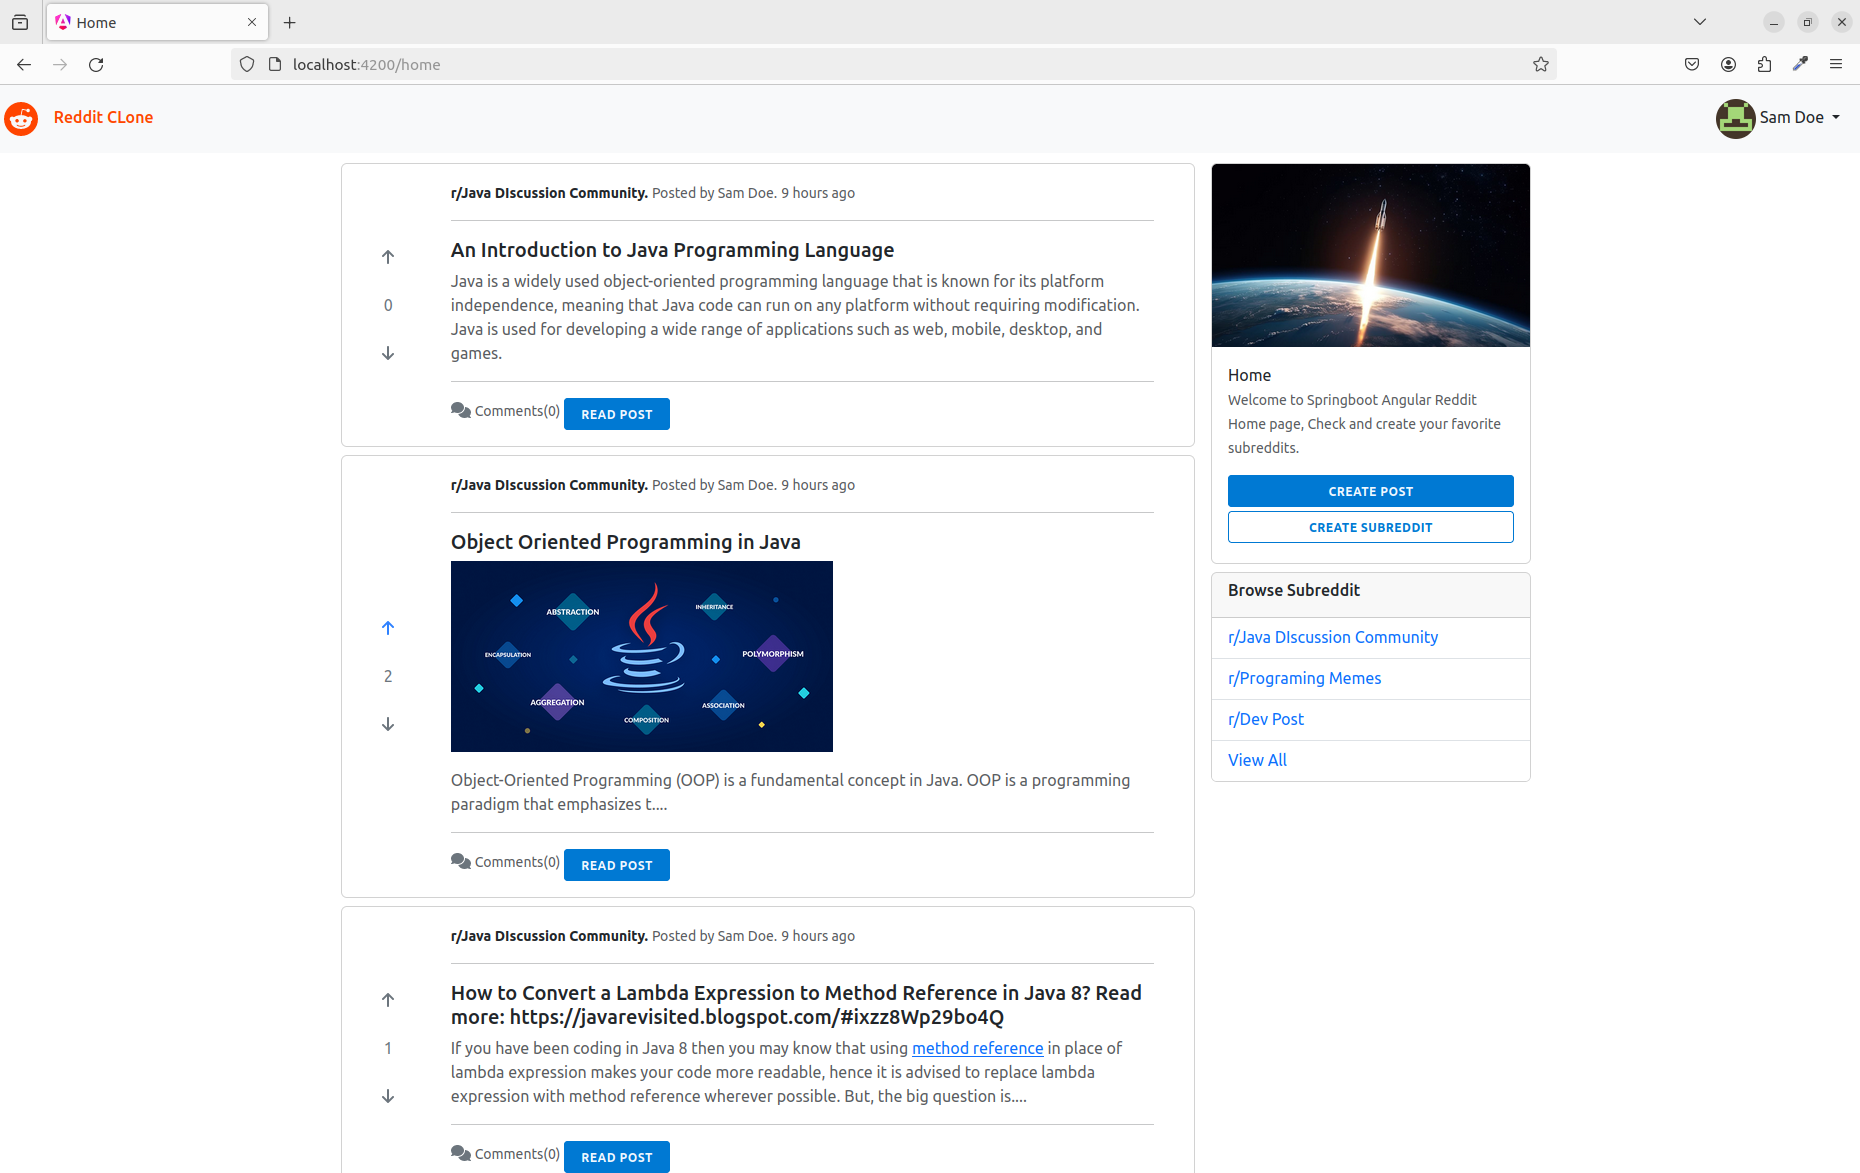 Home
localhost:4200/home
Reddit CLone
Sam Doe
r/Java DIscussion Community. Posted by Sam Doe. 9 hours ago
An Introduction to Java Programming Language
Java is a widely used object-oriented programming language that is known for its platform
independence, meaning that Java code can run on any platform without requiring modification.
Java is used for developing a wide range of applications such as web, mobile, desktop, and
games.
0
Comments(0) READ POST
r/Java DIscussion Community. Posted by Sam Doe. 9 hours ago
Object Oriented Programming in Java
ABSTRACTION
INHERITANCE
ENCAPSULATION
POLYMORPHISM
AGGREGATION
ASSOCIATION
COMPOSITION
2
Object-Oriented Programming (OOP) is a fundamental concept in Java. OOP is a programming
paradigm that emphasizes t....
Comments(0) READ POST
r/Java DIscussion Community. Posted by Sam Doe. 9 hours ago
How to Convert a Lambda Expression to Method Reference in Java 8? Read
more: https://javarevisited.blogspot.com/#ixzz8Wp29bo4Q
1
If you have been coding in Java 8 then you may know that using method reference in place of
lambda expression makes your code more readable, hence it is advised to replace lambda
expression with method reference wherever possible. But, the big question is....
Comments(0) READ POST
Home
Welcome to Springboot Angular Reddit
Home page, Check and create your favorite
subreddits.
CREATE POST
CREATE SUBREDDIT
Browse Subreddit
r/Java DIscussion Community
r/Programing Memes
r/Dev Post
View All